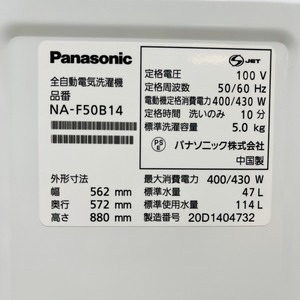 Panasonic
全自動電気洗濯機
品番
NA-F50B14
S JET
定格電圧 100 V
定格周波数 50/60 Hz
電動機定格消費電力 400/430 W
定格時間 洗いのみ 10 分
標準洗濯容量 5.0 kg
PSE パナソニック株式会社
中国製
外形寸法
幅 562 mm
奥行 572 mm
高さ 880 mm
最大消費電力 400/430 W
標準水量 47 L
標準使用水量 114 L
製造番号 20D1404732